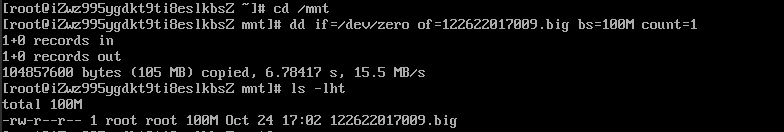 [root@iZwz995ygdkt9ti8eslkbsZ ~]# cd /mnt
[root@iZwz995ygdkt9ti8eslkbsZ mnt]# dd if=/dev/zero of=122622017009.big bs=100M count=1
1+0 records in
1+0 records out
104857600 bytes (105 MB) copied, 6.78417 s, 15.5 MB/s
[root@iZwz995ygdkt9ti8eslkbsZ mnt]# ls -lht
total 100M
-rw-r--r-- 1 root root 100M Oct 24 17:02 122622017009.big